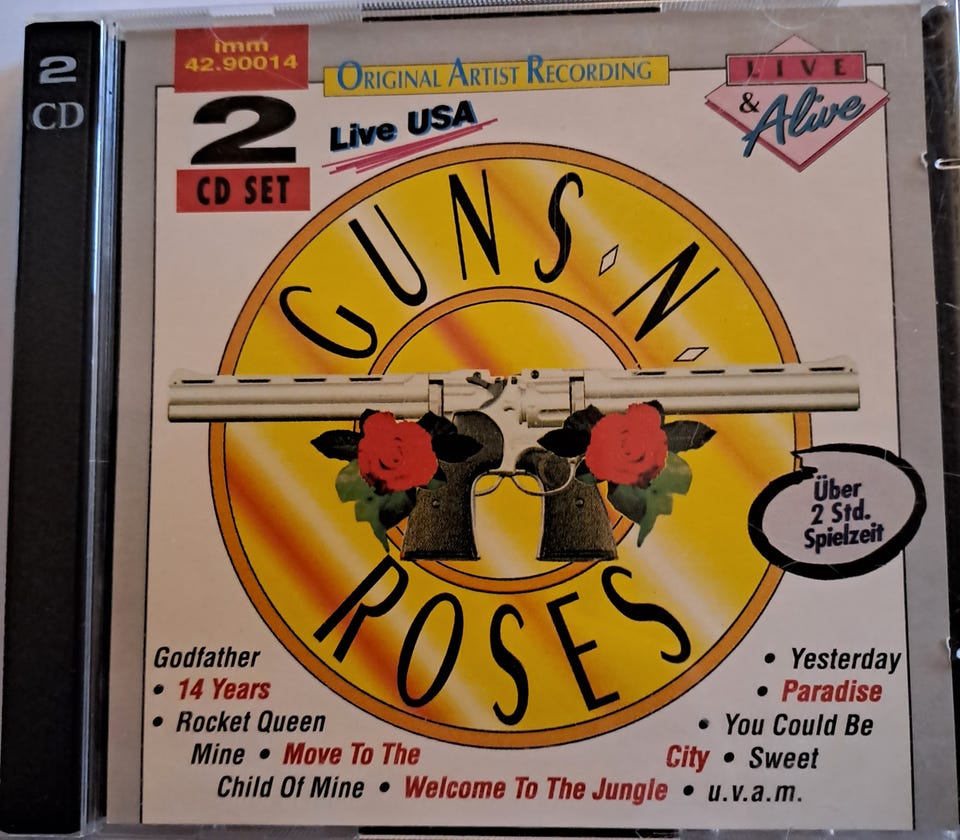 2
CD
imm
42.90014
ORIGINAL ARTIST RECORDING
LIVE
& Alive
2
CD SET
Live USA
GUNS N
ROSES
Über
2 Std.
Spielzeit
Godfather • Yesterday
• 14 Years • Paradise
• Rocket Queen • You Could Be
Mine • Move To The City • Sweet
Child Of Mine • Welcome To The Jungle • u.v.a.m.